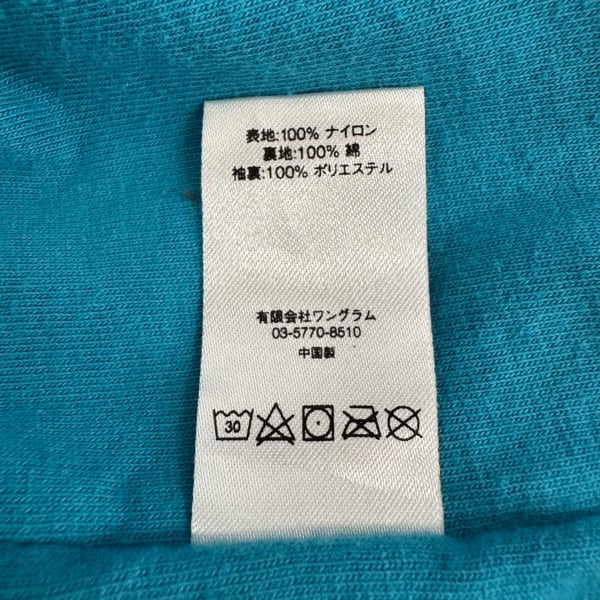 表地:100% ナイロン
裏地:100% 綿
袖裏:100% ポリエステル
有限会社ワングラム
03-5770-8510
中国製
30